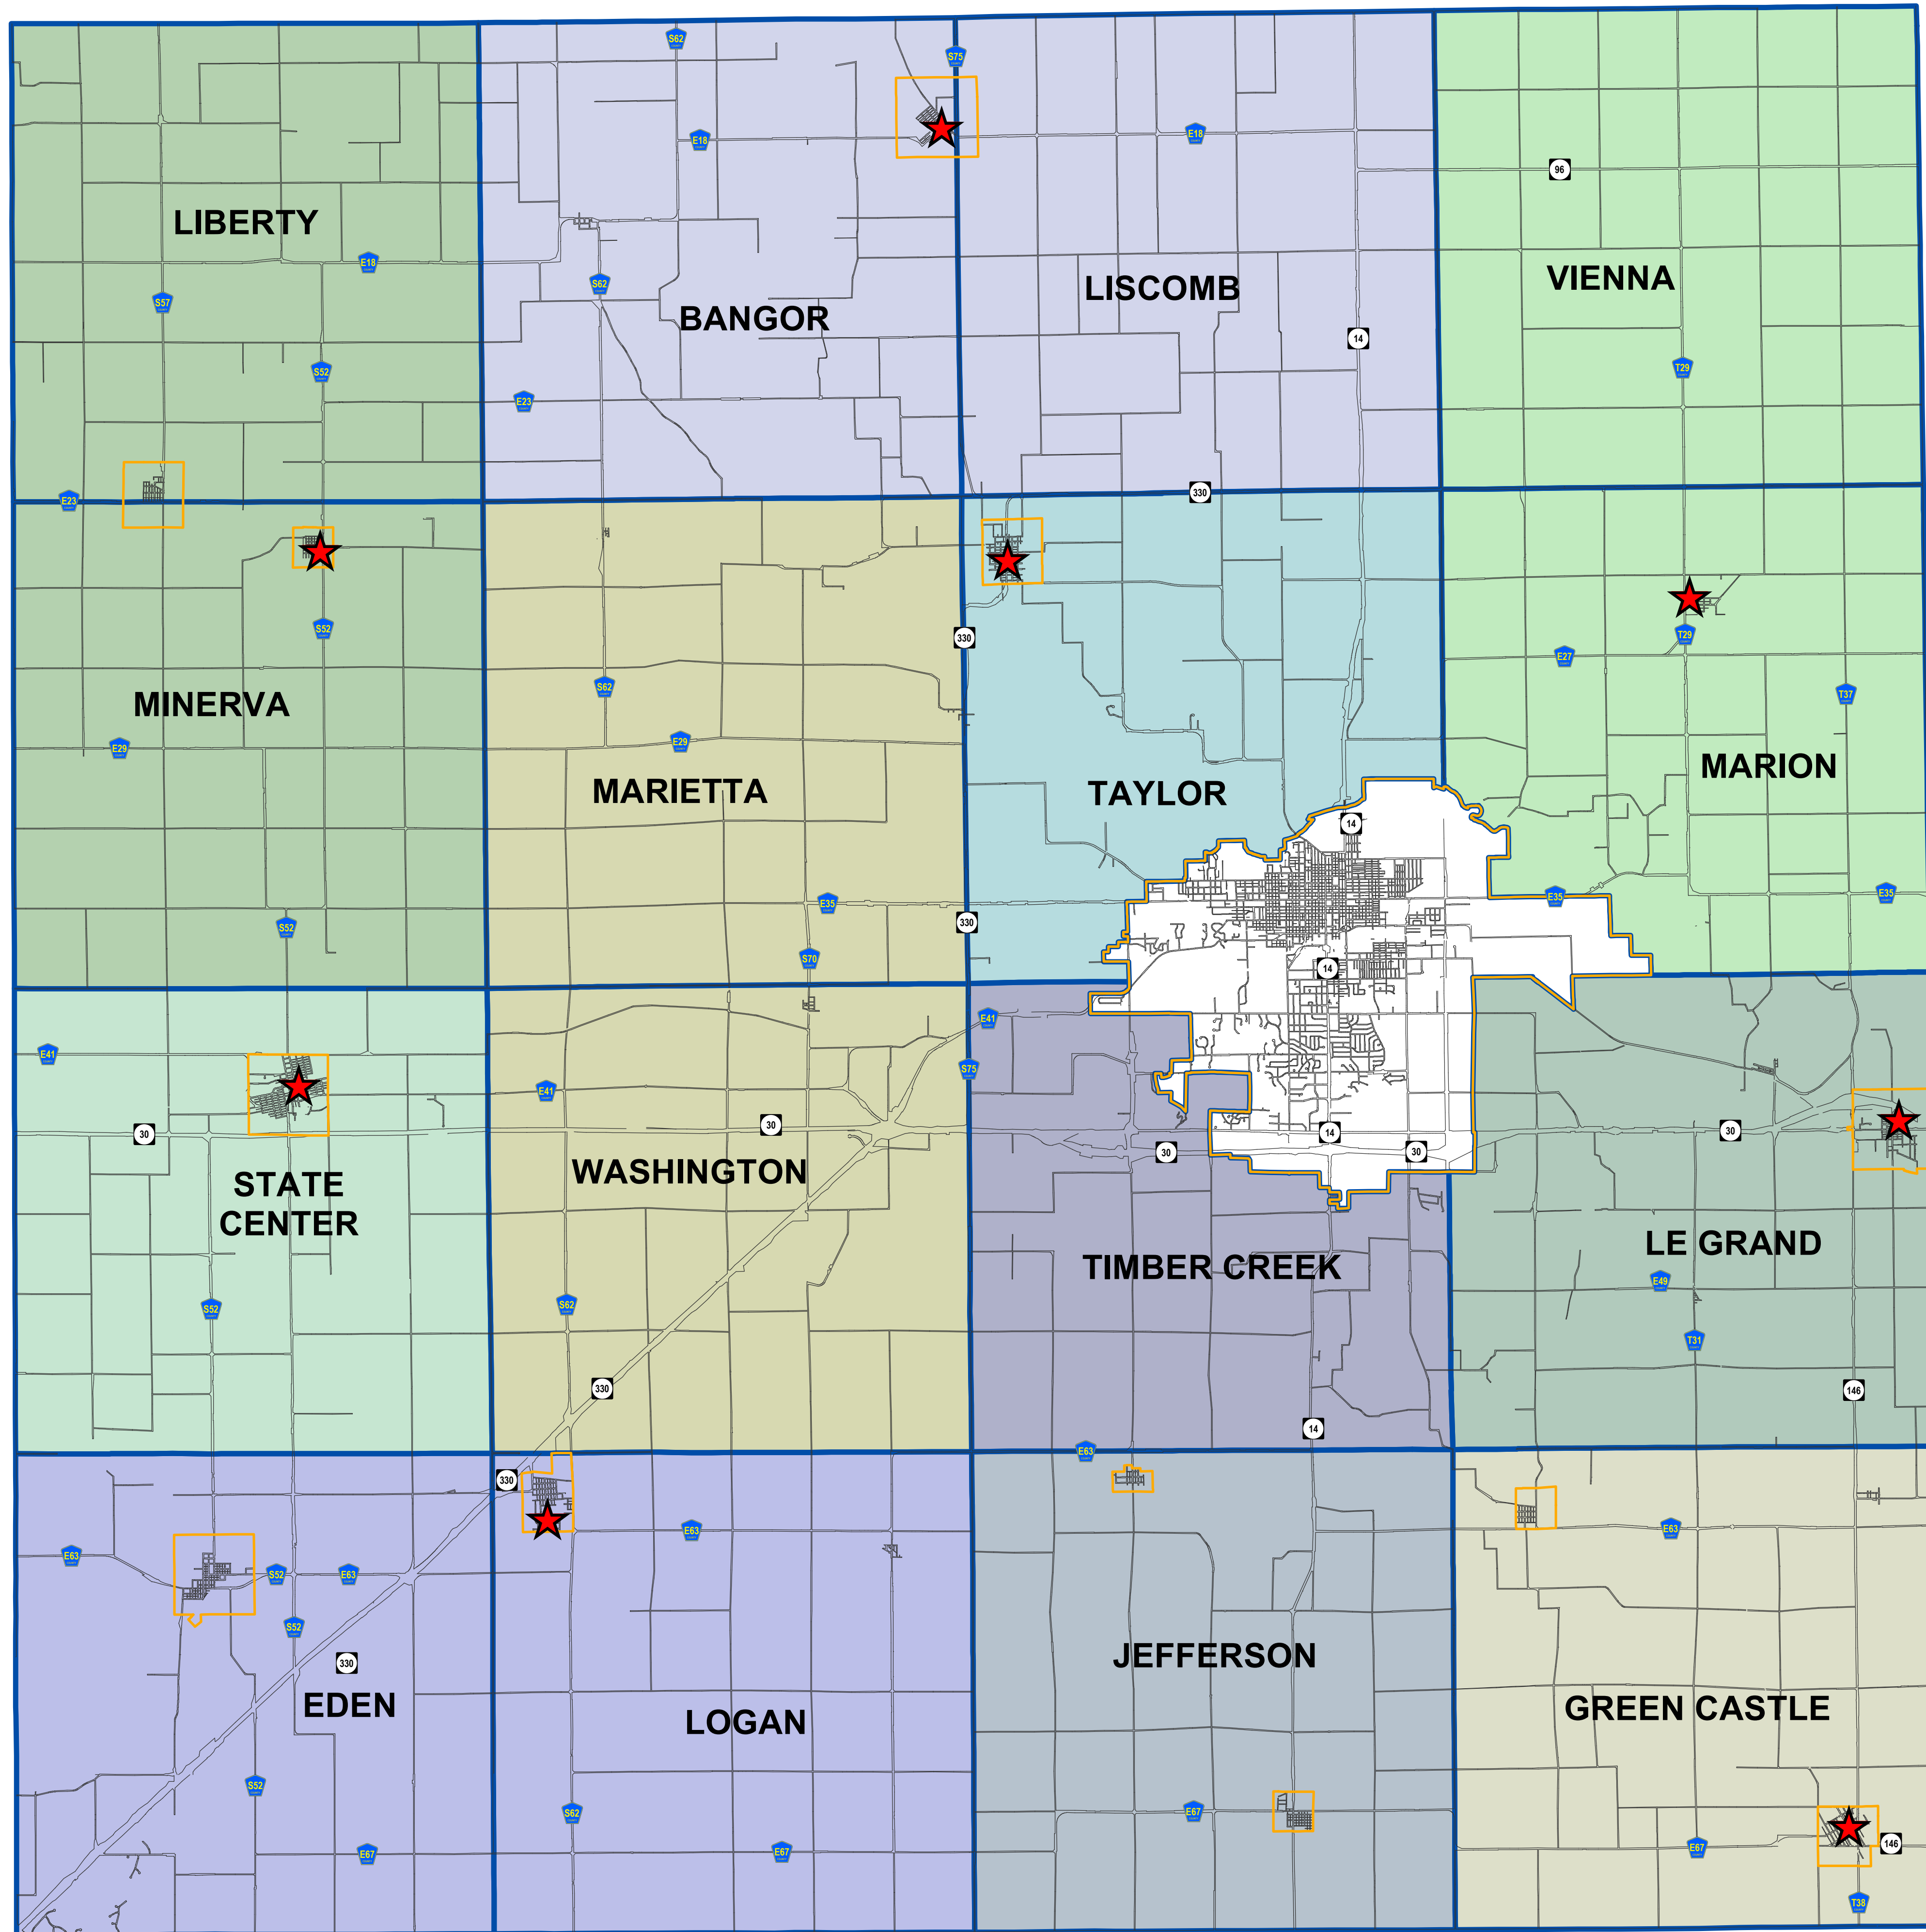 S62
S75
E18
E18
96
LIBERTY
E18
S57
S62
BANGOR
LISCOMB
VIENNA
14
S52
T29
E23
E23
330
S52
330
T29
E27
S62
T37
MINERVA
E29
E29
MARIETTA
TAYLOR
MARION
14
E35
E35
E35
S52
330
S70
14
E41
E41
S75
E41
30
30
30
14
30
30
STATE
CENTER
WASHINGTON
TIMBER CREEK
LE GRAND
E49
S52
S62
T31
330
146
14
E63
330
E63
E63
E63
S52
E63
S52
330
EDEN
LOGAN
JEFFERSON
GREEN CASTLE
S52
S62
E67
E67
E67
E67
146
T38